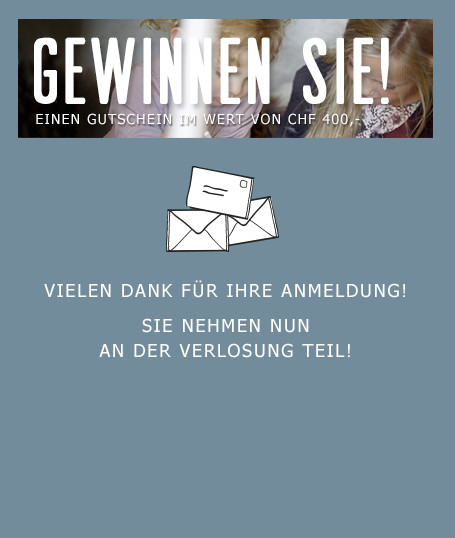 GEWINNEN SIE!
EINEN GUTSCHEIN IM WERT VON CHF 400,-
VIELEN DANK FÜR IHRE ANMELDUNG!
SIE NEHMEN NUN
AN DER VERLOSUNG TEIL!